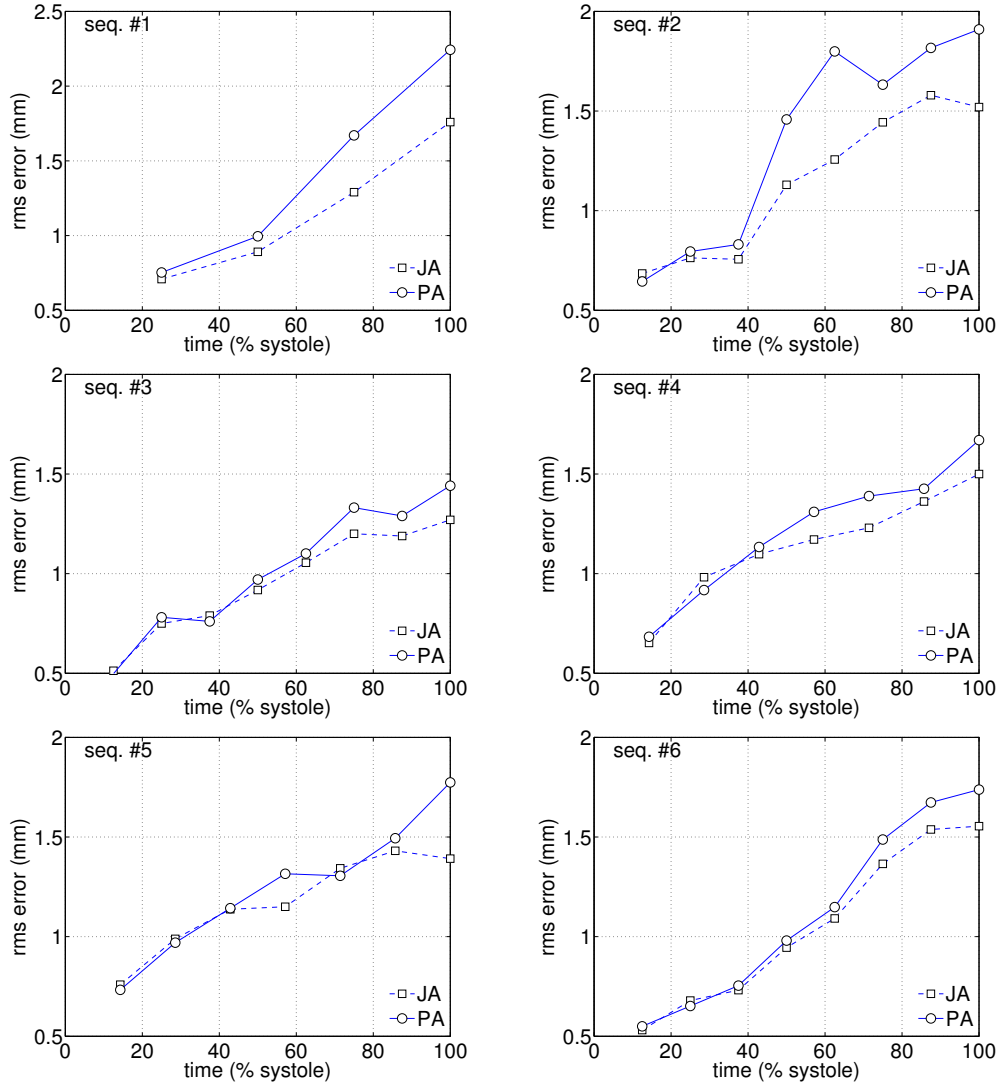 seq. #1
2.5
2
1.5
1
0.5
rms error (mm)
JA
PA
0 20 40 60 80 100
time (% systole)
seq. #2
2
1.5
1
0.5
rms error (mm)
JA
PA
0 20 40 60 80 100
time (% systole)
seq. #3
2
1.5
1
0.5
rms error (mm)
JA
PA
0 20 40 60 80 100
time (% systole)
seq. #4
2
1.5
1
0.5
rms error (mm)
JA
PA
0 20 40 60 80 100
time (% systole)
seq. #5
2
1.5
1
0.5
rms error (mm)
JA
PA
0 20 40 60 80 100
time (% systole)
seq. #6
2
1.5
1
0.5
rms error (mm)
JA
PA
0 20 40 60 80 100
time (% systole)